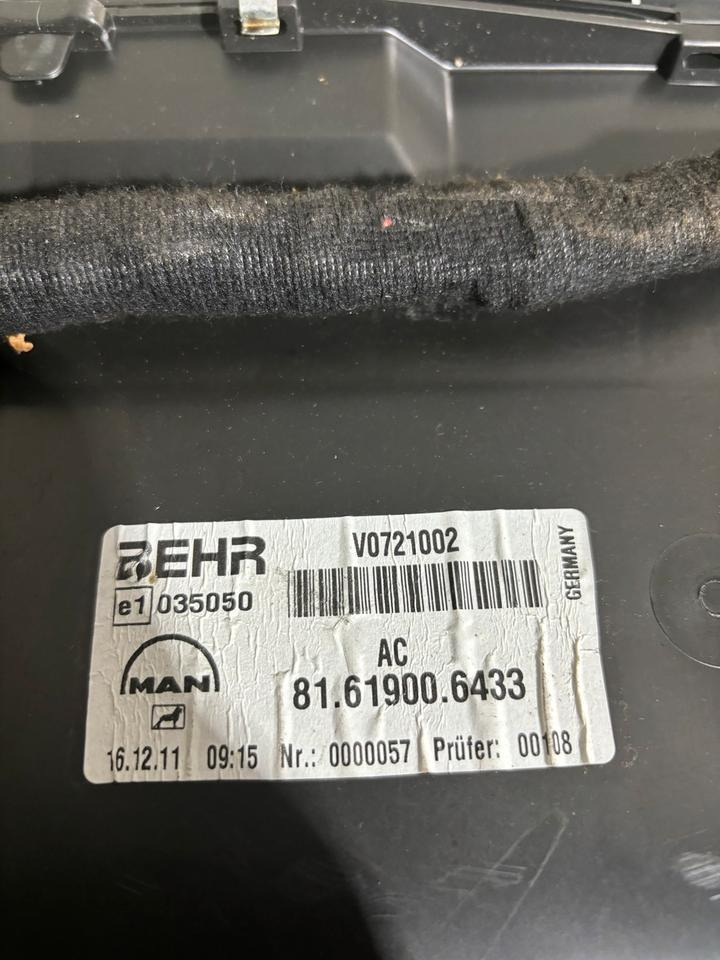 BEHR
V0721002
GERMANY
e1 035050
AC
MAN
81.61900.6433
16.12.11 09:15 Nr.: 0000057 Prüfer: 00108